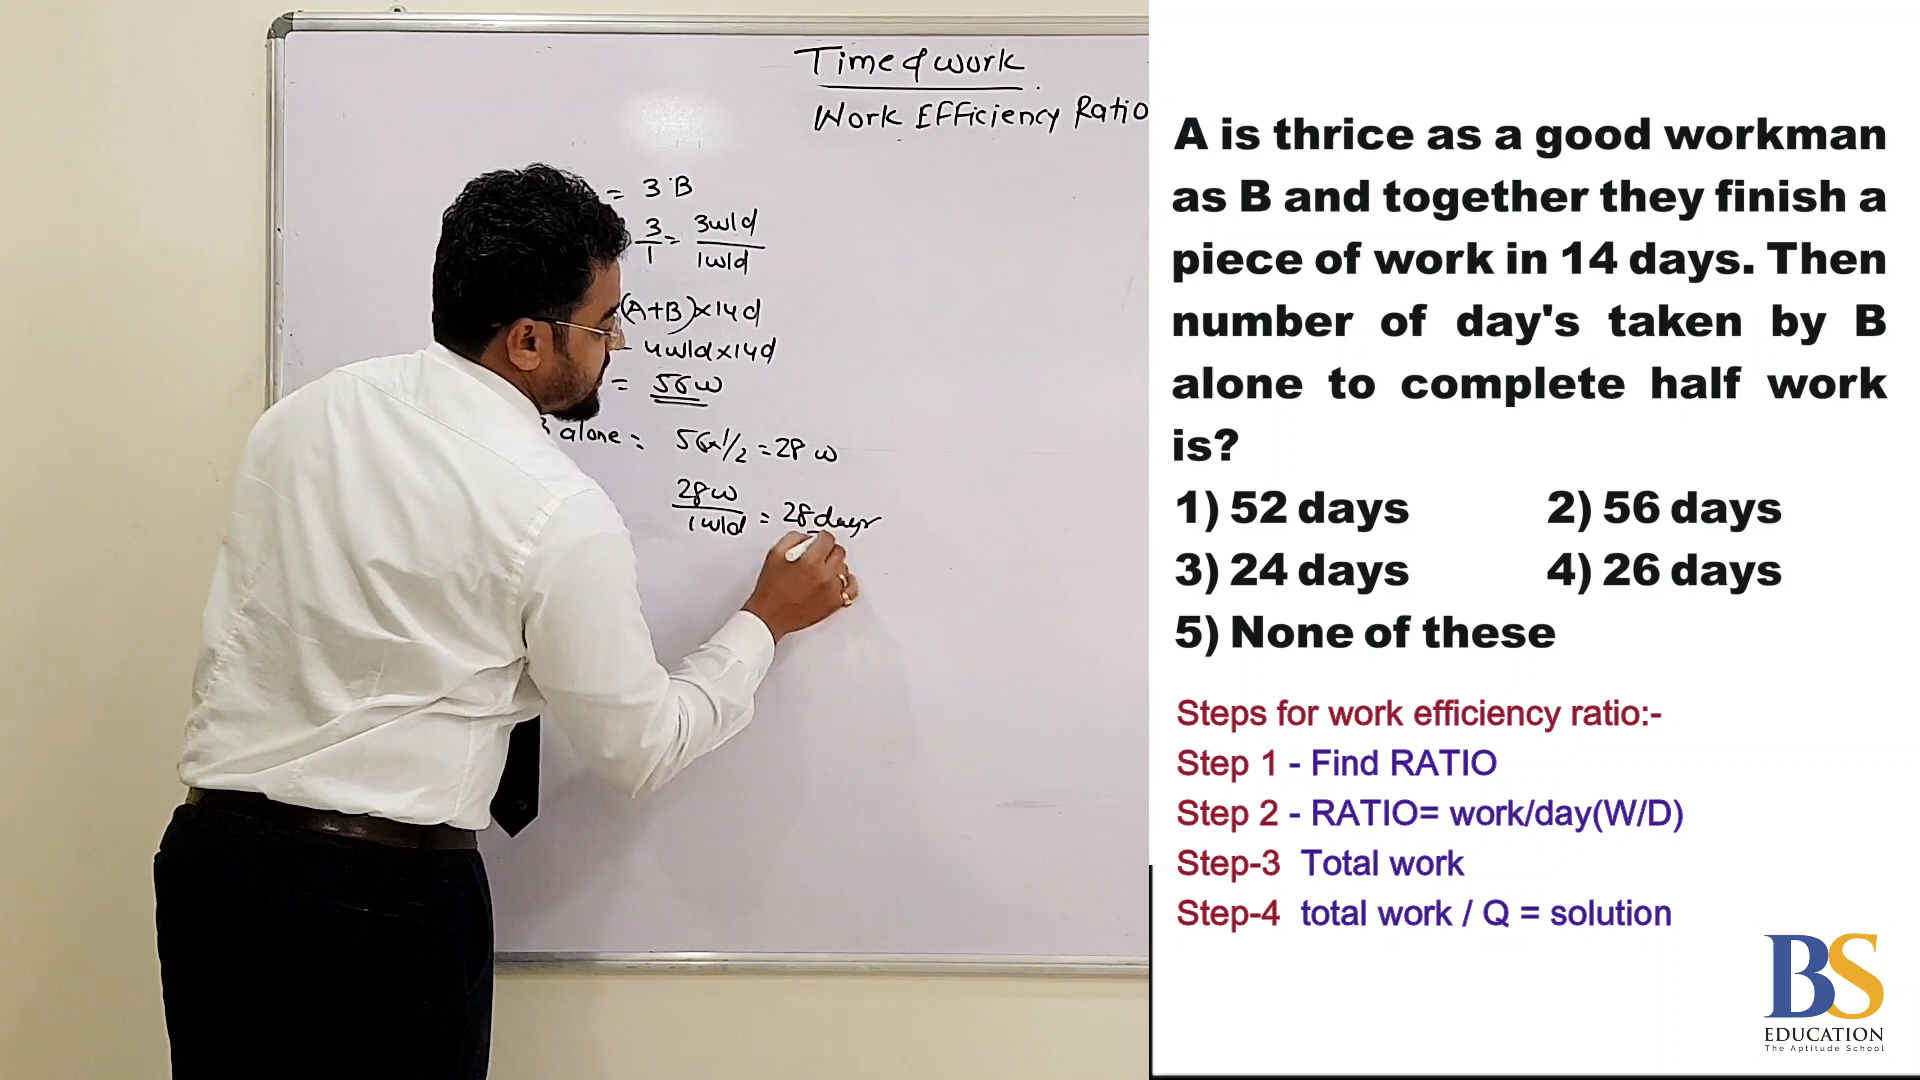 Time & work
Work Efficiency Ratio
= 3 B
3/1 = 3w/d / 1w/d
(A+B)×14d
4w/d×14d
= 56w
B alone = 56×1/2 = 28 w
28w / 1w/d = 28 days
A is thrice as a good workman
as B and together they finish a
piece of work in 14 days. Then
number of day's taken by B
alone to complete half work
is?
1) 52 days 2) 56 days
3) 24 days 4) 26 days
5) None of these
Steps for work efficiency ratio:-
Step 1 - Find RATIO
Step 2 - RATIO= work/day(W/D)
Step-3 Total work
Step-4 total work / Q = solution
BS
EDUCATION
The Aptitude School